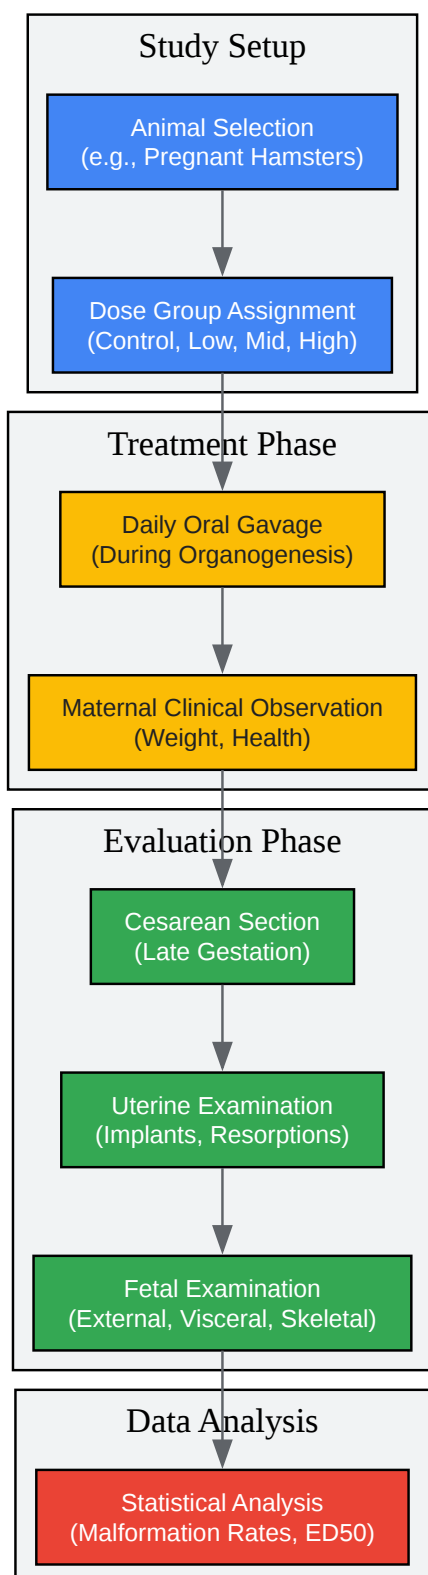 Study Setup
Animal Selection
(e.g., Pregnant Hamsters)
Dose Group Assignment
(Control, Low, Mid, High)
Treatment Phase
Daily Oral Gavage
(During Organogenesis)
Maternal Clinical Observation
(Weight, Health)
Evaluation Phase
Cesarean Section
(Late Gestation)
Uterine Examination
(Implants, Resorptions)
Fetal Examination
(External, Visceral, Skeletal)
Data Analysis
Statistical Analysis
(Malformation Rates, ED50)